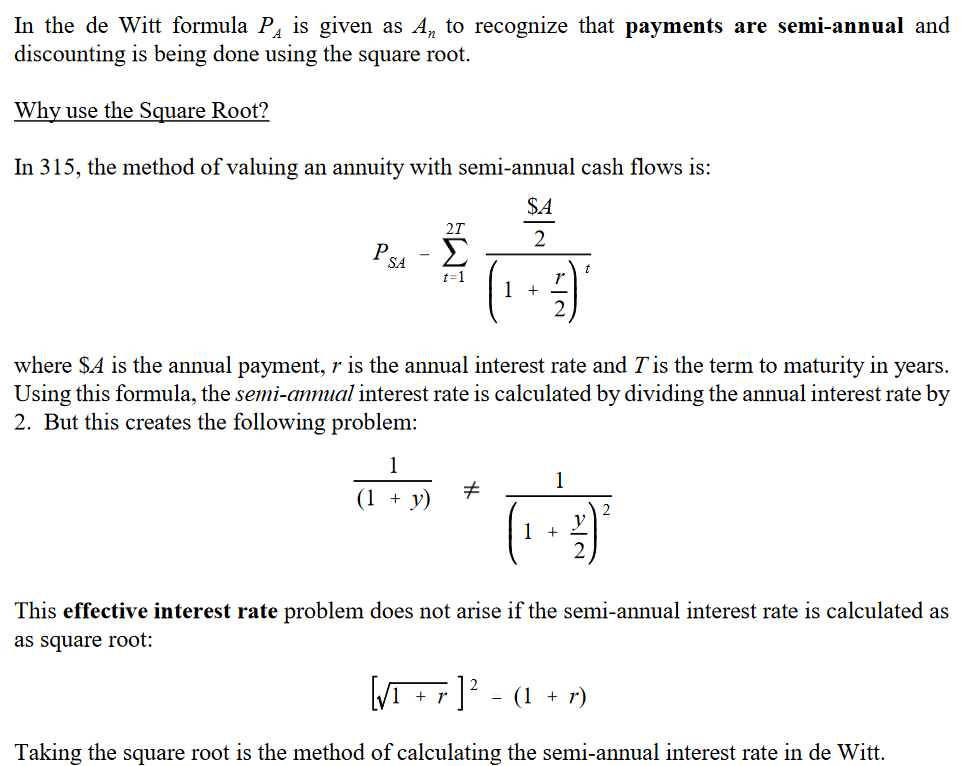 In the de Witt formula P_A is given as A_n to recognize that payments are semi-annual and
discounting is being done using the square root.
Why use the Square Root?
In 315, the method of valuing an annuity with semi-annual cash flows is:
P_{SA} - \sum_{t=1}^{2T} \frac{\frac{$A}{2}}{\left(1 + \frac{r}{2}\right)^t}
where $A is the annual payment, r is the annual interest rate and T is the term to maturity in years.
Using this formula, the semi-annual interest rate is calculated by dividing the annual interest rate by
2. But this creates the following problem:
\frac{1}{(1 + y)} ≠ \frac{1}{\left(1 + \frac{y}{2}\right)^2}
This effective interest rate problem does not arise if the semi-annual interest rate is calculated as
as square root:
[\sqrt{1 + r}]^2 - (1 + r)
Taking the square root is the method of calculating the semi-annual interest rate in de Witt.